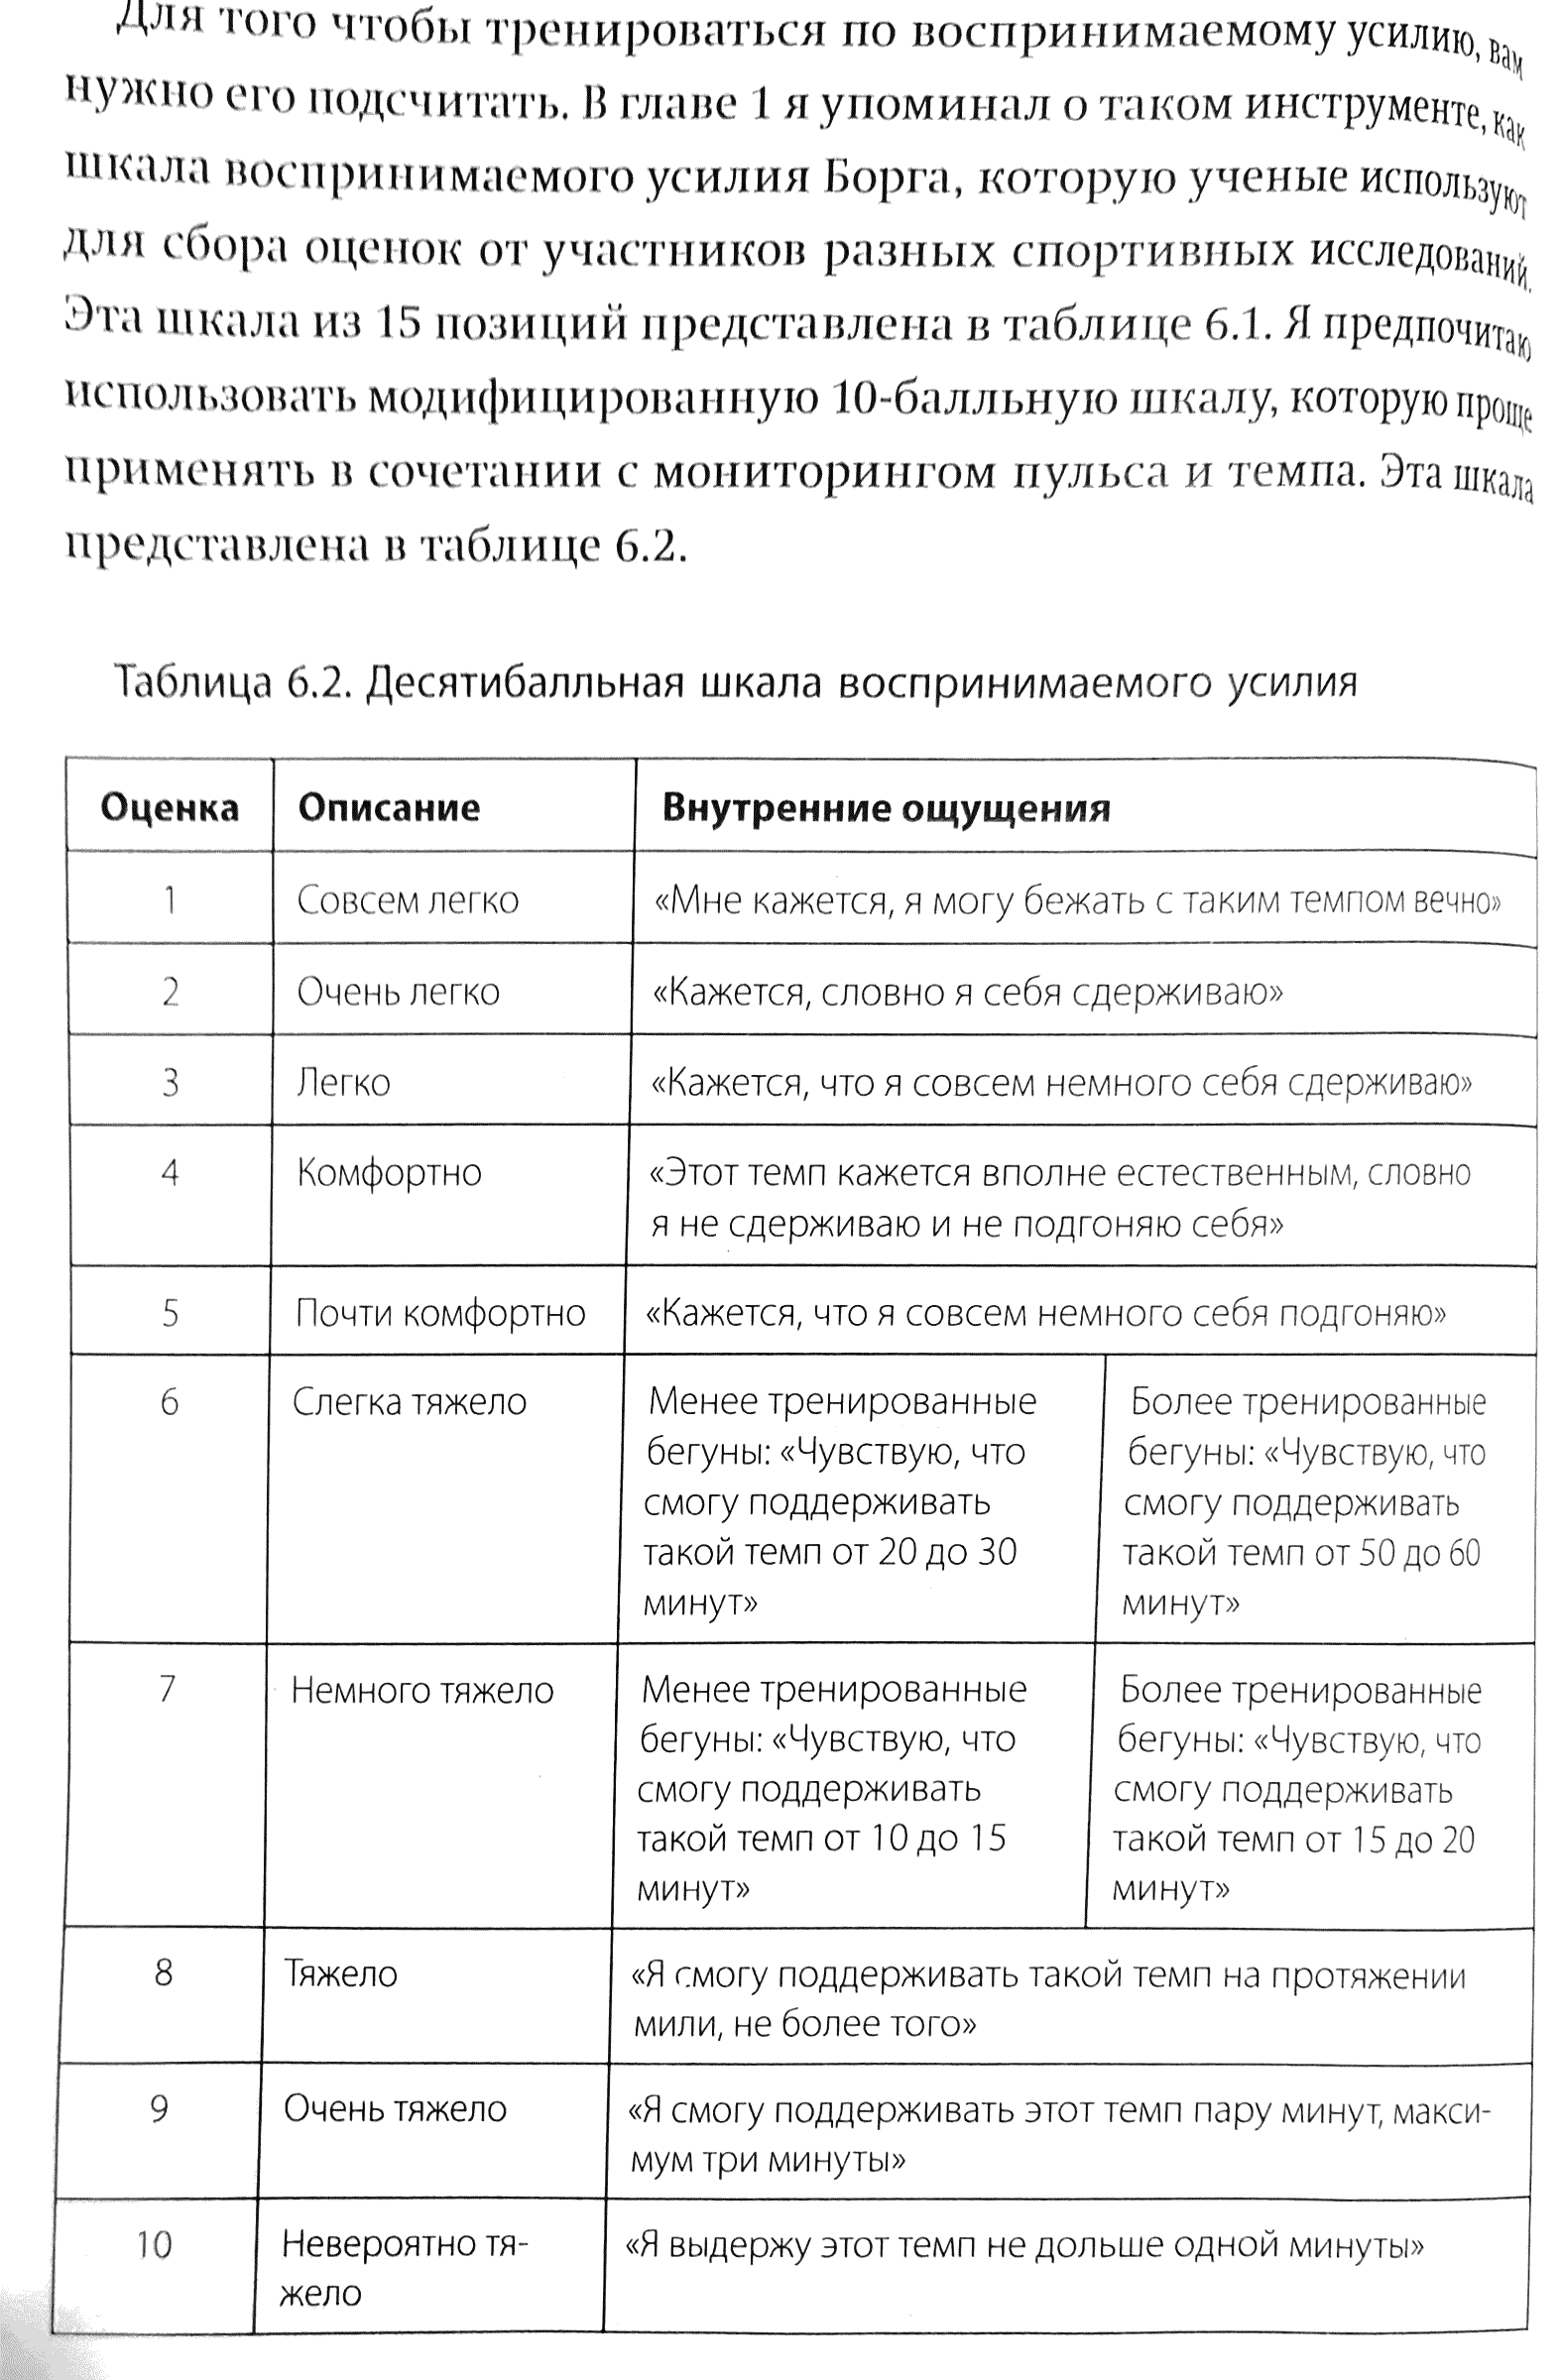 Для того чтобы тренироваться по воспринимаемому усилию, вам
нужно его подсчитать. В главе 1 я упоминал о таком инструменте, как
шкала воспринимаемого усилия Борга, которую ученые используют
для сбора оценок от участников разных спортивных исследований.
Эта шкала из 15 позиций представлена в таблице 6.1. Я предпочитаю
использовать модифицированную 10-балльную шкалу, которую проще
применять в сочетании с мониторингом пульса и темпа. Эта шкала
представлена в таблице 6.2.
Таблица 6.2. Десятибалльная шкала воспринимаемого усилия
Оценка Описание Внутренние ощущения
1 Совсем легко «Мне кажется, я могу бежать с таким темпом вечно»
2 Очень легко «Кажется, словно я себя сдерживаю»
3 Легко «Кажется, что я совсем немного себя сдерживаю»
4 Комфортно «Этот темп кажется вполне естественным, словно
я не сдерживаю и не подгоняю себя»
5 Почти комфортно «Кажется, что я совсем немного себя подгоняю»
6 Слегка тяжело Менее тренированные Более тренированные
бегуны: «Чувствую, что бегуны: «Чувствую, что
смогу поддерживать смогу поддерживать
такой темп от 20 до 30 такой темп от 50 до 60
минут» минут»
7 Немного тяжело Менее тренированные Более тренированные
бегуны: «Чувствую, что бегуны: «Чувствую, что
смогу поддерживать смогу поддерживать
такой темп от 10 до 15 такой темп от 15 до 20
минут» минут»
8 Тяжело «Я смогу поддерживать такой темп на протяжении
мили, не более того»
9 Очень тяжело «Я смогу поддерживать этот темп пару минут, макси-
мум три минуты»
10 Невероятно тя- «Я выдержу этот темп не дольше одной минуты»
жело